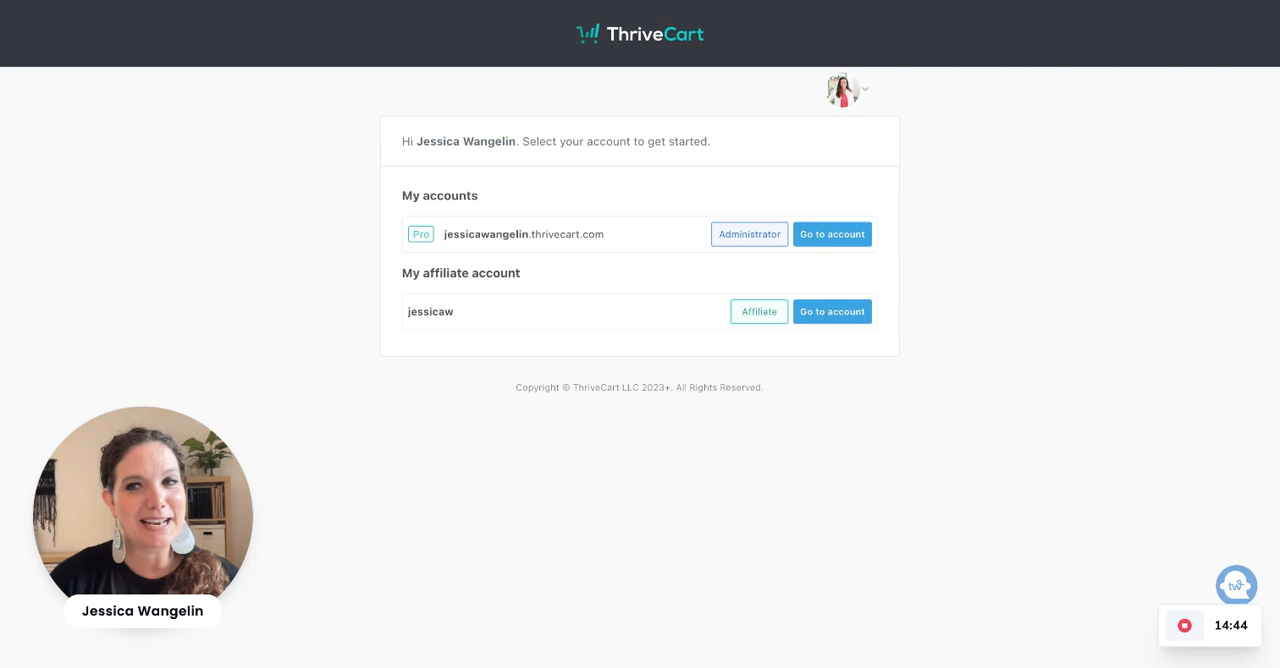 ThriveCart
Hi Jessica Wangelin. Select your account to get started.
My accounts
Pro jessicawangelin.thrivecart.com Administrator Go to account
My affiliate account
jessicaw Affiliate Go to account
Copyright © ThriveCart LLC 2023+. All Rights Reserved.
Jessica Wangelin
tw
14:44